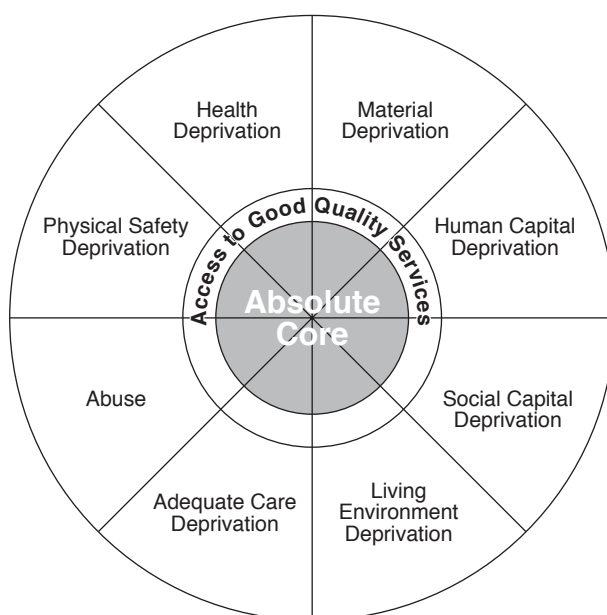 Health
Deprivation
Material
Deprivation
Physical Safety
Deprivation
Access to Good Quality Services
Human Capital
Deprivation
Absolute
Core
Abuse
Social Capital
Deprivation
Adequate Care
Deprivation
Living
Environment
Deprivation